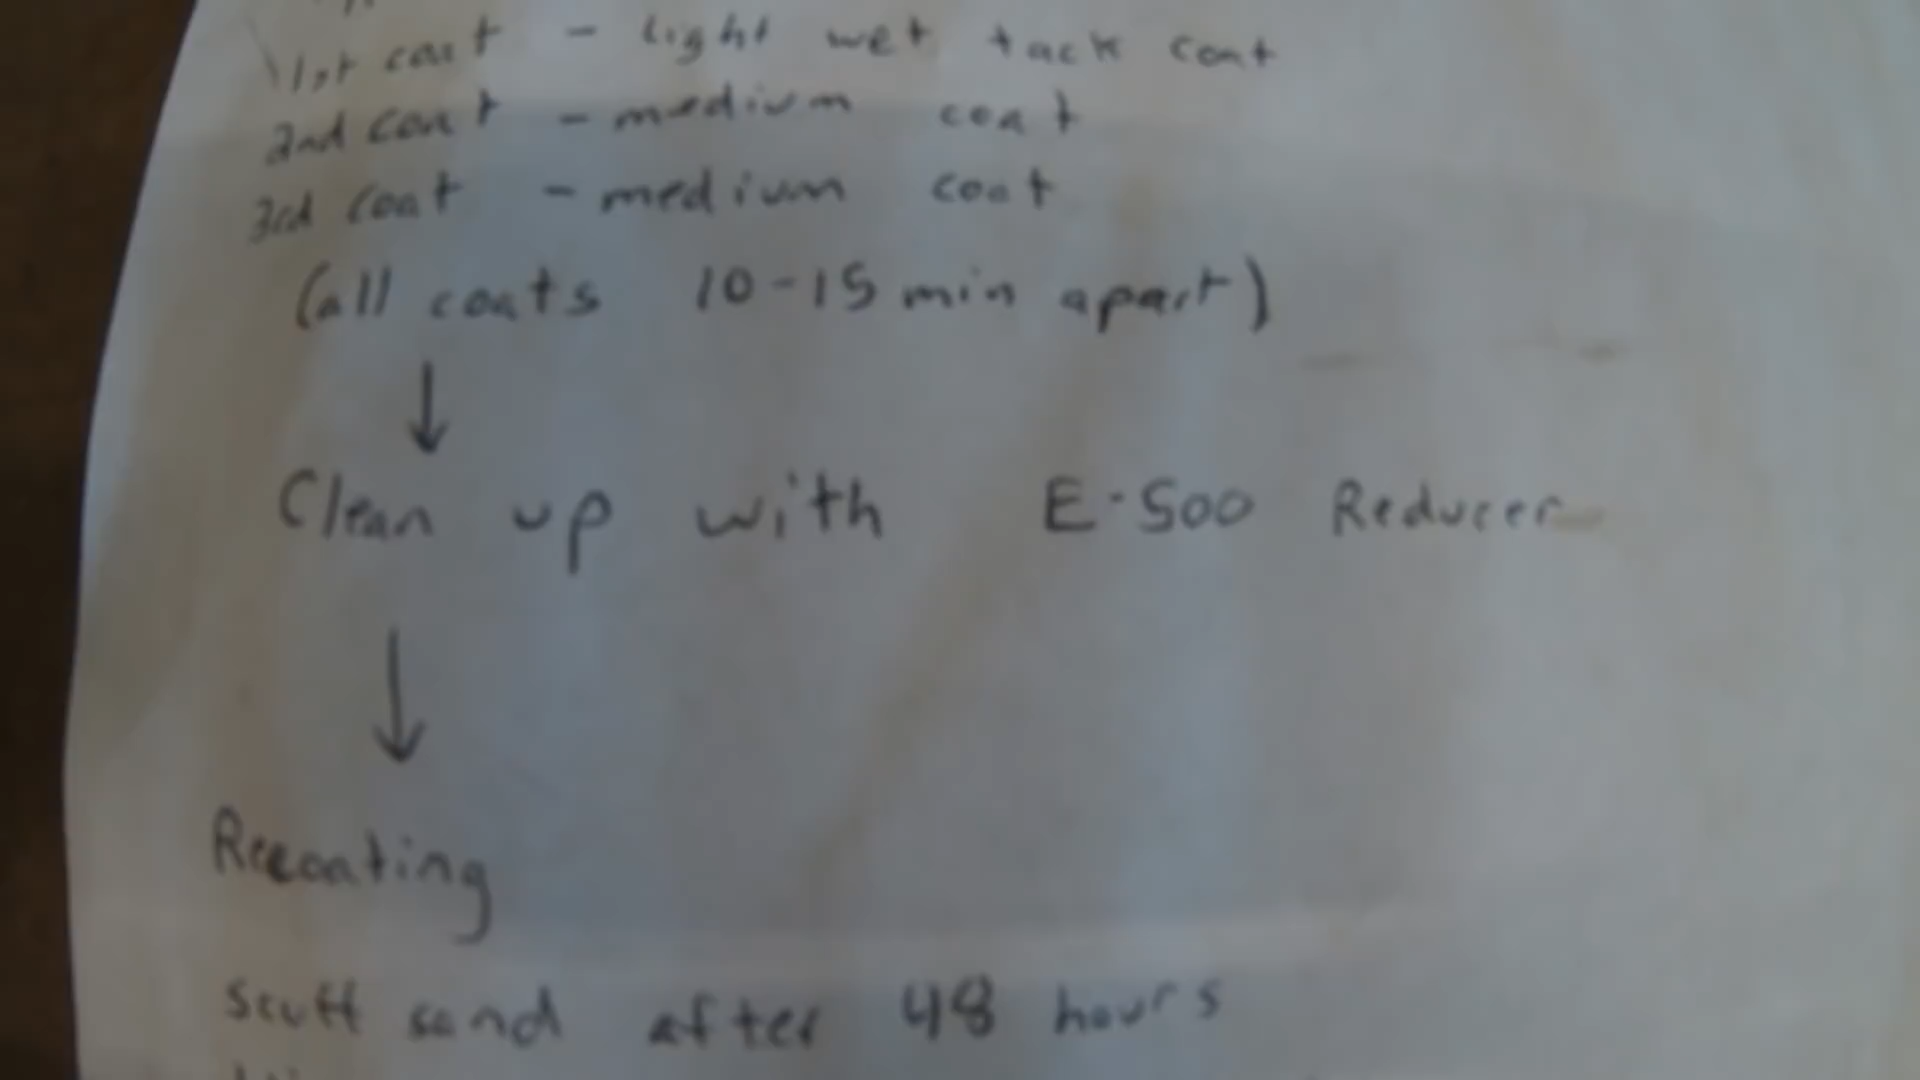 1st coat - light wet tack coat
2nd coat - medium coat
3rd coat - medium coat
(all coats 10-15 min apart)
↓
Clean up with E-500 Reducer
↓
Recoating
Scuff sand after 48 hours